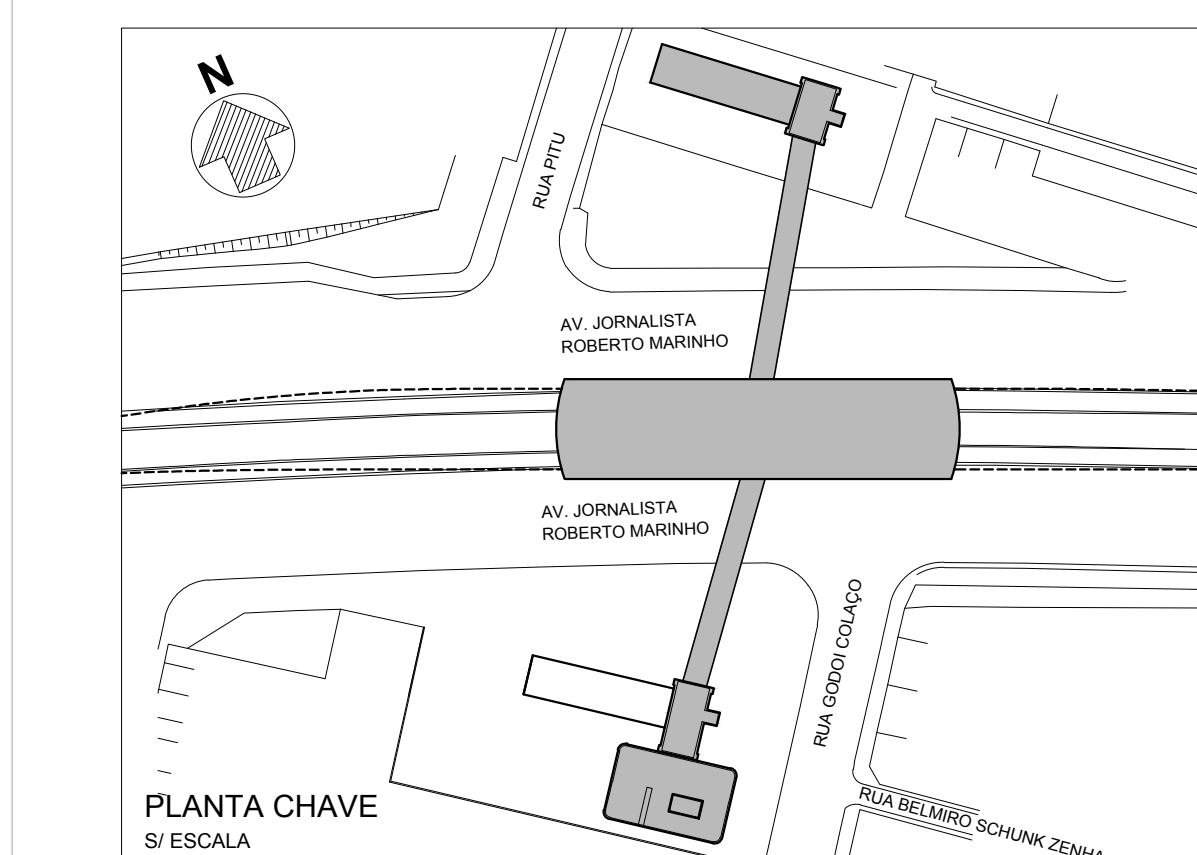 N
RUA PITU
AV. JORNALISTA
ROBERTO MARINHO
AV. JORNALISTA
ROBERTO MARINHO
RUA GODOI COLAÇO
PLANTA CHAVE
S/ ESCALA
RUA BELMIRO SCHUNK ZENHA